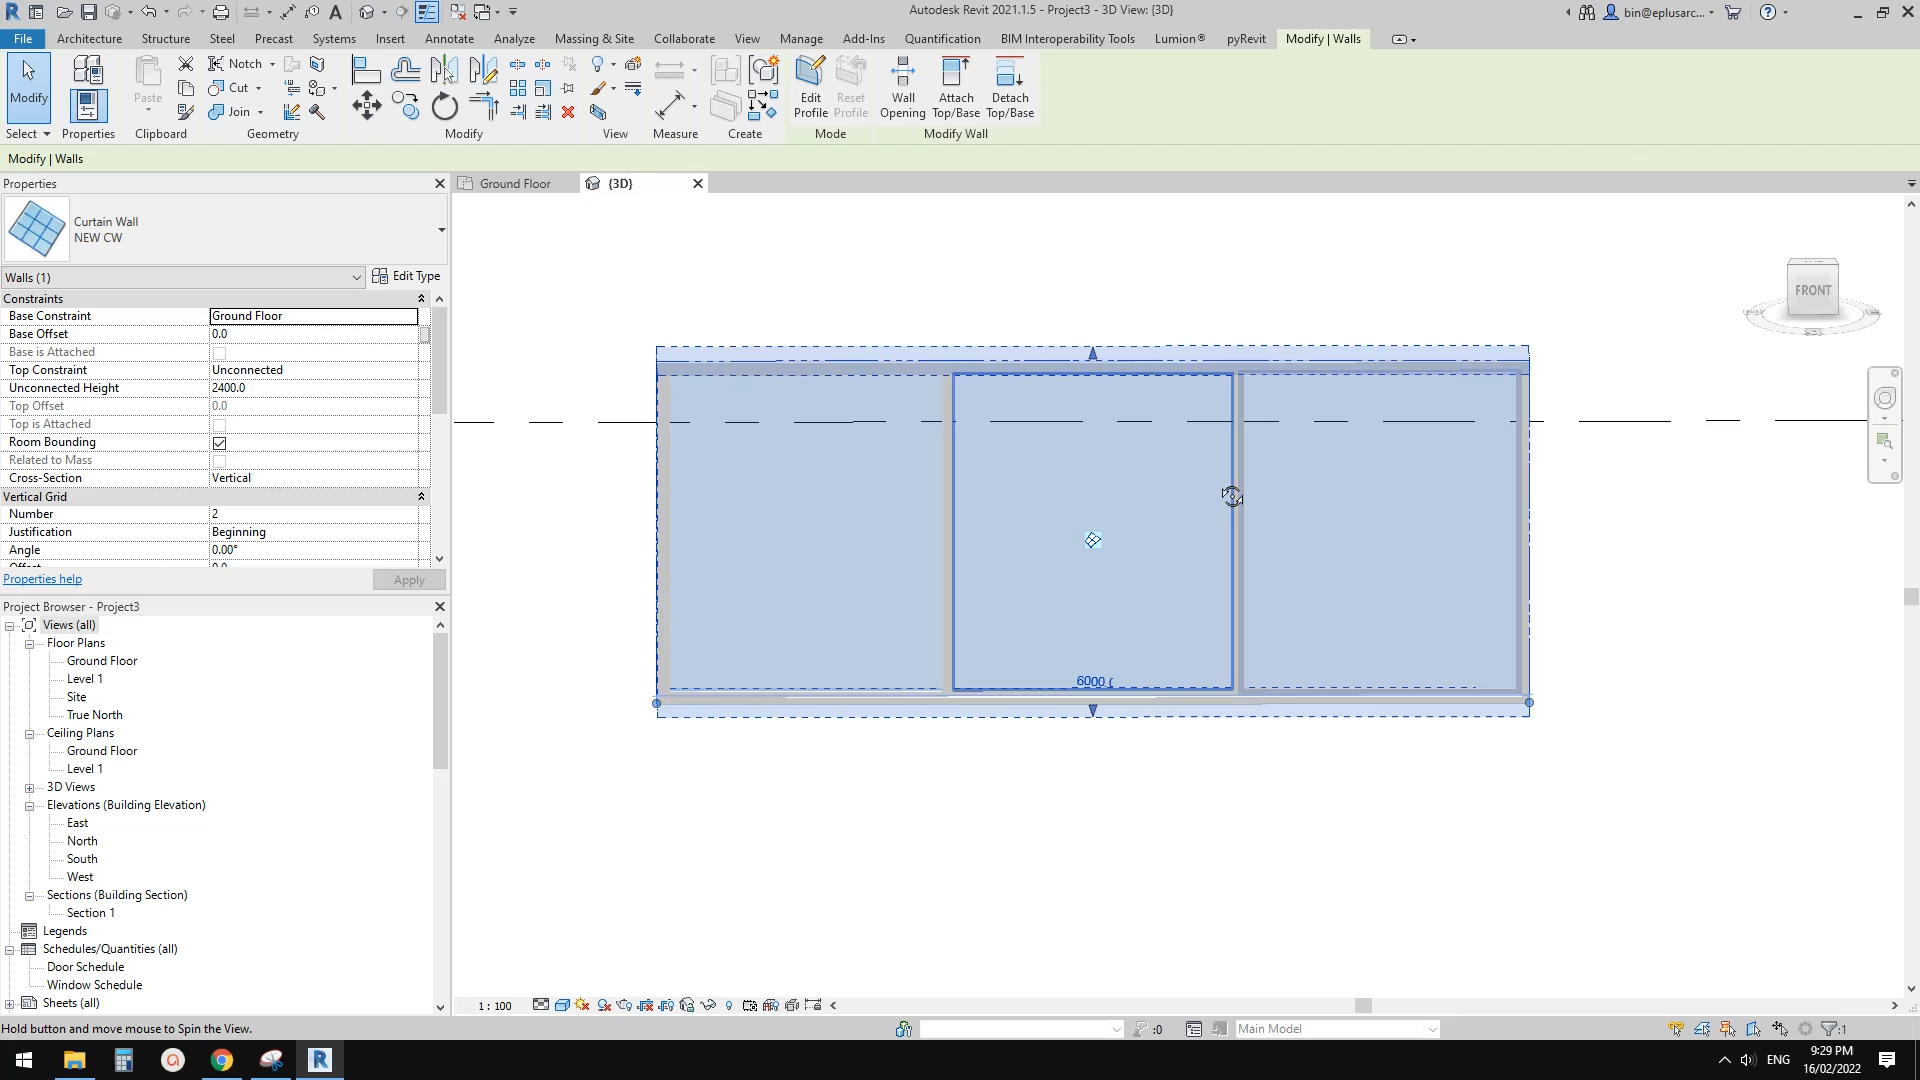 Autodesk Revit 2021.1.5 - Project3 - 3D View: {3D}
bin@eplusarc...
File Architecture Structure Steel Precast Systems Insert Annotate Analyze Massing & Site Collaborate View Manage Add-Ins Quantification BIM Interoperability Tools Lumion® pyRevit Modify | Walls
Modify
Paste
Notch
Cut
Join
Edit Profile
Reset Profile
Wall Opening
Attach Top/Base
Detach Top/Base
Select Properties Clipboard Geometry Modify View Measure Create Mode Modify Wall
Modify | Walls
Properties
Ground Floor
{3D}
Curtain Wall
NEW CW
Walls (1)
Edit Type
Constraints
Base Constraint Ground Floor
Base Offset 0.0
Base is Attached
Top Constraint Unconnected
Unconnected Height 2400.0
Top Offset 0.0
Top is Attached
Room Bounding
Related to Mass
Cross-Section Vertical
Vertical Grid
Number 2
Justification Beginning
Angle 0.00°
Offset 0.0
Properties help
Apply
Project Browser - Project3
Views (all)
Floor Plans
Ground Floor
Level 1
Site
True North
Ceiling Plans
Ground Floor
Level 1
3D Views
Elevations (Building Elevation)
East
North
South
West
Sections (Building Section)
Section 1
Legends
Schedules/Quantities (all)
Door Schedule
Window Schedule
Sheets (all)
FRONT
6000
1 : 100
Hold button and move mouse to Spin the View.
:0
Main Model
:1
ENG
9:29 PM
16/02/2022